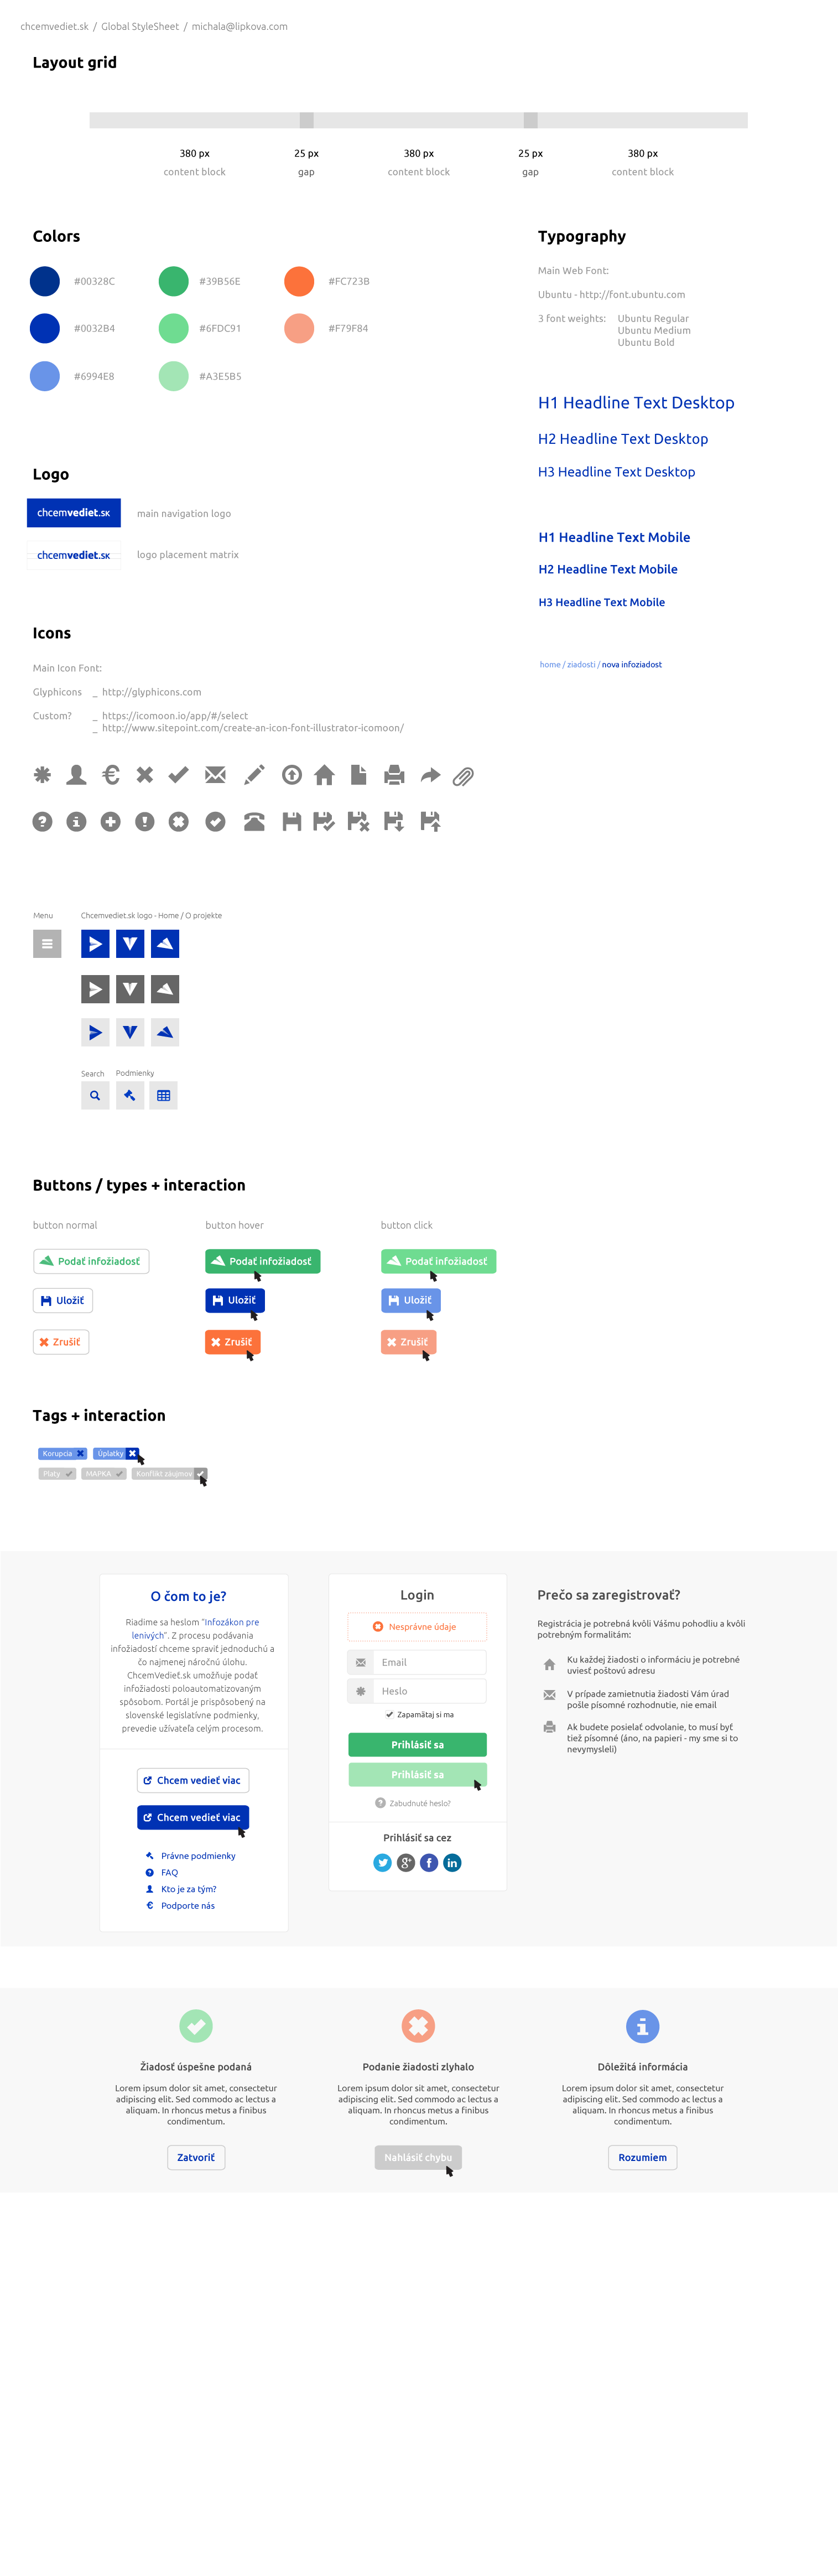 chcemvediet.sk / Global StyleSheet / michala@lipkova.com
Layout grid
380 px
25 px
380 px
25 px
380 px
content block
gap
content block
gap
content block
Colors
#00328C
#39B56E
#FC723B
#0032B4
#6FDC91
#F79F84
#6994E8
#A3E5B5
Typography
Main Web Font:
Ubuntu - http://font.ubuntu.com
3 font weights: Ubuntu Regular
Ubuntu Medium
Ubuntu Bold
H1 Headline Text Desktop
H2 Headline Text Desktop
H3 Headline Text Desktop
H1 Headline Text Mobile
H2 Headline Text Mobile
H3 Headline Text Mobile
home / ziadosti / nova infoziadost
Logo
chcemvediet.sk
main navigation logo
chcemvediet.sk
logo placement matrix
Icons
Main Icon Font:
Glyphicons _ http://glyphicons.com
Custom? _ https://icomoon.io/app/#/select
_ http://www.sitepoint.com/create-an-icon-font-illustrator-icomoon/
Menu
Chcemvediet.sk logo - Home / O projekte
Search
Podmienky
Buttons / types + interaction
button normal
button hover
button click
Podať infožiadosť
Podať infožiadosť
Podať infožiadosť
Uložiť
Uložiť
Uložiť
Zrušiť
Zrušiť
Zrušiť
Tags + interaction
Korupcia
Úplatky
Platy
MAPKA
Konflikt záujmov
O čom to je?
Riadime sa heslom "Infozákon pre
lenivých". Z procesu podávania
infožiadostí chceme spraviť jednoduchú a
čo najmenej náročnú úlohu.
ChcemVedieť.sk umožňuje podať
infožiadosti poloautomatizovaným
spôsobom. Portál je prispôsobený na
slovenské legislatívne podmienky,
prevedie užívateľa celým procesom.
Chcem vedieť viac
Chcem vedieť viac
Právne podmienky
FAQ
Kto je za tým?
Podporte nás
Login
Nesprávne údaje
Email
Heslo
Zapamätaj si ma
Prihlásiť sa
Prihlásiť sa
Zabudnuté heslo?
Prihlásiť sa cez
Prečo sa zaregistrovať?
Registrácia je potrebná kvôli Vášmu pohodliu a kvôli
potrebným formalitám:
Ku každej žiadosti o informáciu je potrebné
uviesť poštovú adresu
V prípade zamietnutia žiadosti Vám úrad
pošle písomné rozhodnutie, nie email
Ak budete posielať odvolanie, to musí byť
tiež písomné (áno, na papieri - my sme si to
nevymysleli)
Žiadosť úspešne podaná
Lorem ipsum dolor sit amet, consectetur
adipiscing elit. Sed commodo ac lectus a
aliquam. In rhoncus metus a finibus
condimentum.
Zatvoriť
Podanie žiadosti zlyhalo
Lorem ipsum dolor sit amet, consectetur
adipiscing elit. Sed commodo ac lectus a
aliquam. In rhoncus metus a finibus
condimentum.
Nahlásiť chybu
Dôležitá informácia
Lorem ipsum dolor sit amet, consectetur
adipiscing elit. Sed commodo ac lectus a
aliquam. In rhoncus metus a finibus
condimentum.
Rozumiem